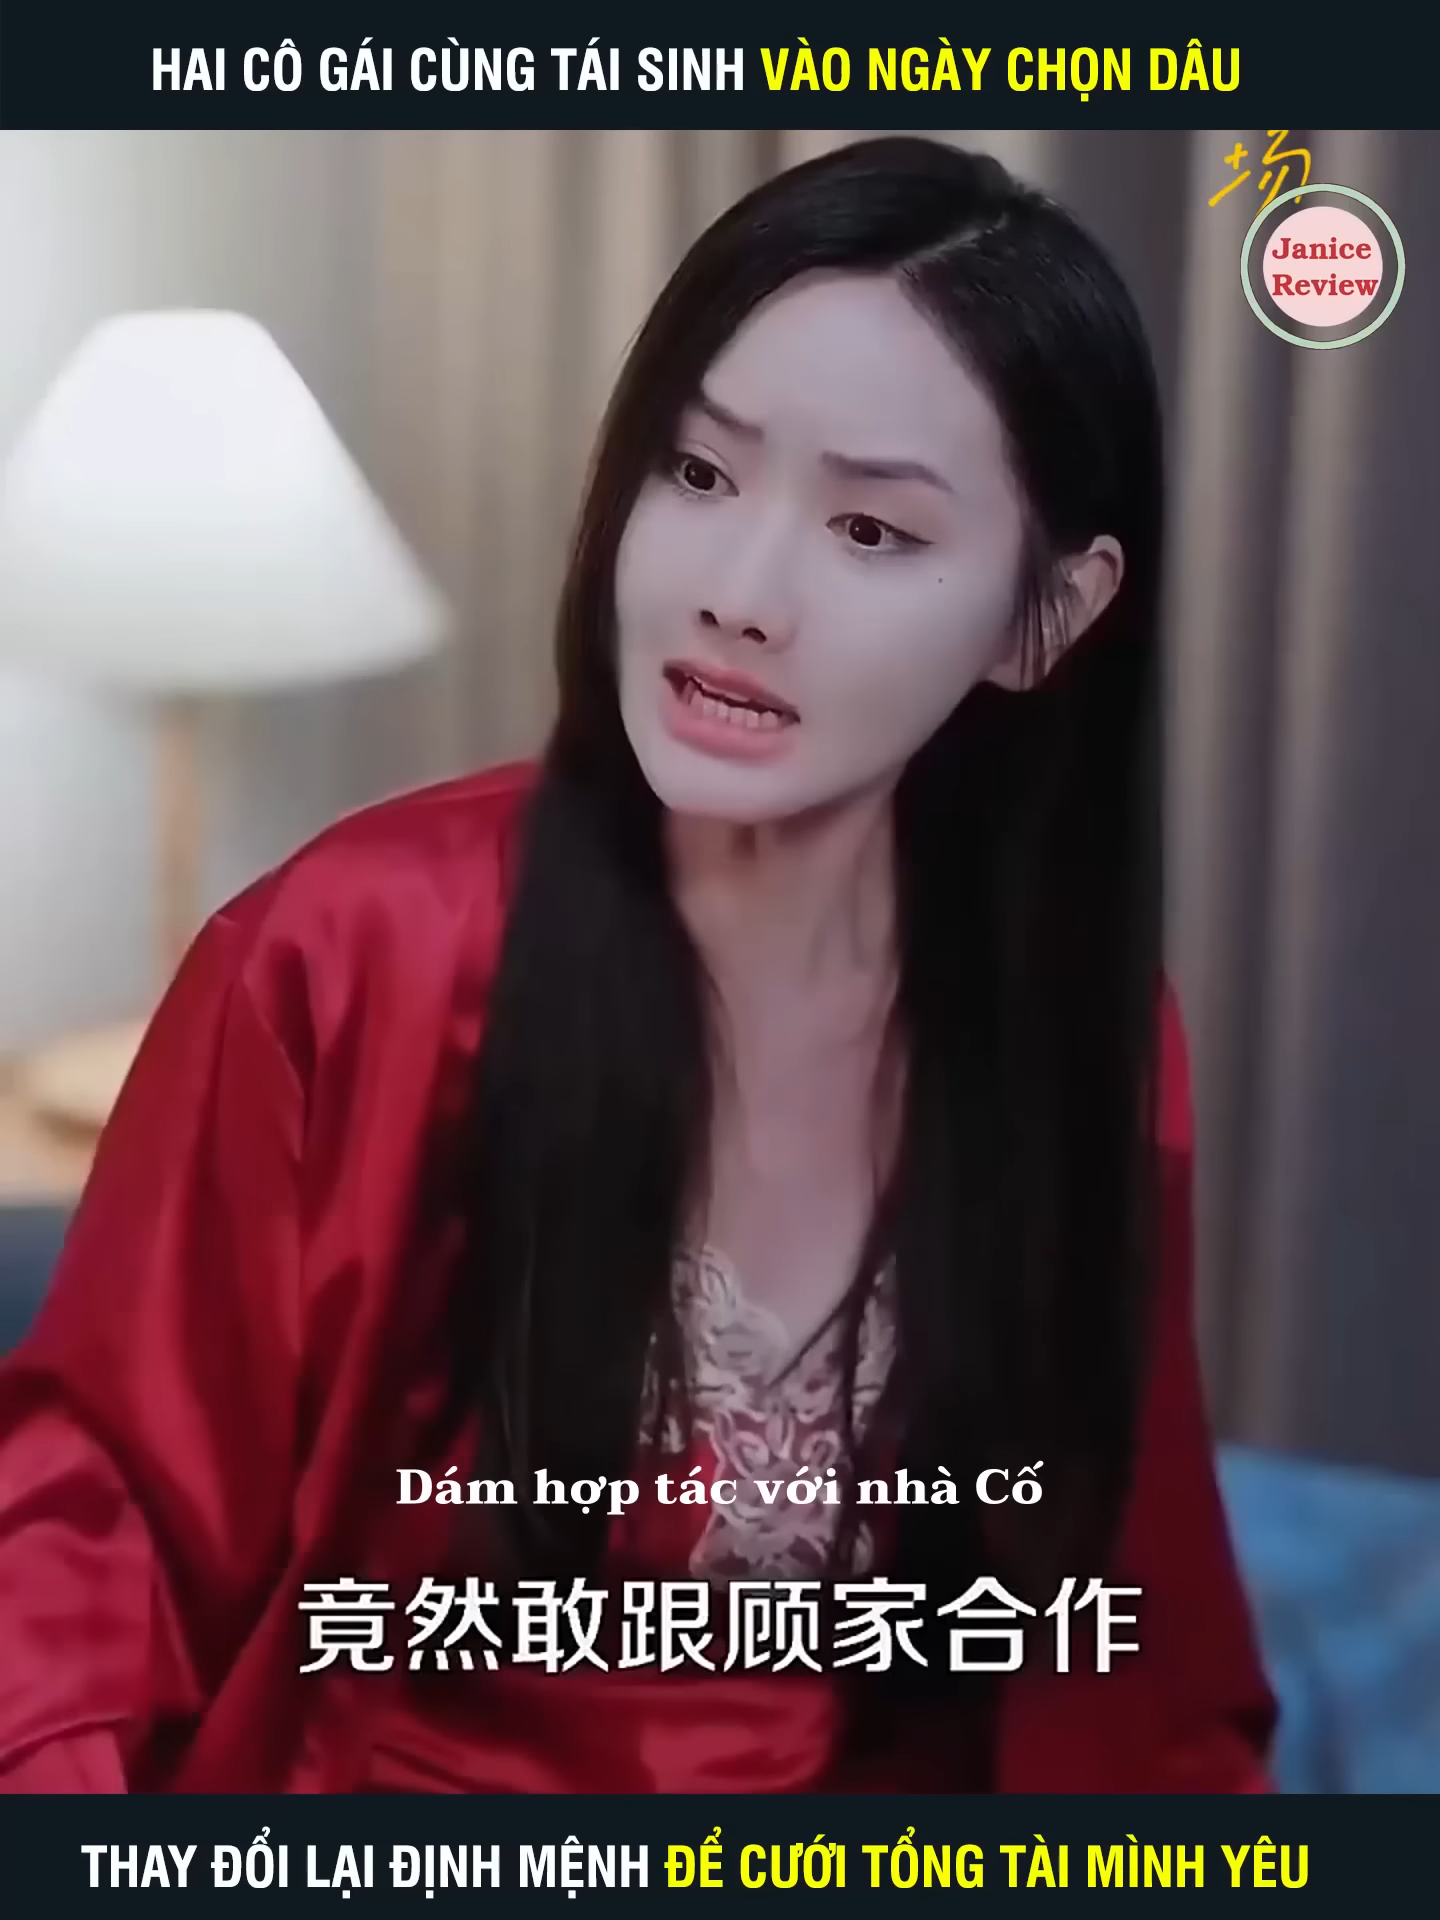 HAI CÔ GÁI CÙNG TÁI SINH VÀO NGÀY CHỌN DÂU
场
Janice
Review
Dám hợp tác với nhà Cố
竟然敢跟顾家合作
THAY ĐỔI LẠI ĐỊNH MỆNH ĐỂ CƯỚI TỔNG TÀI MÌNH YÊU